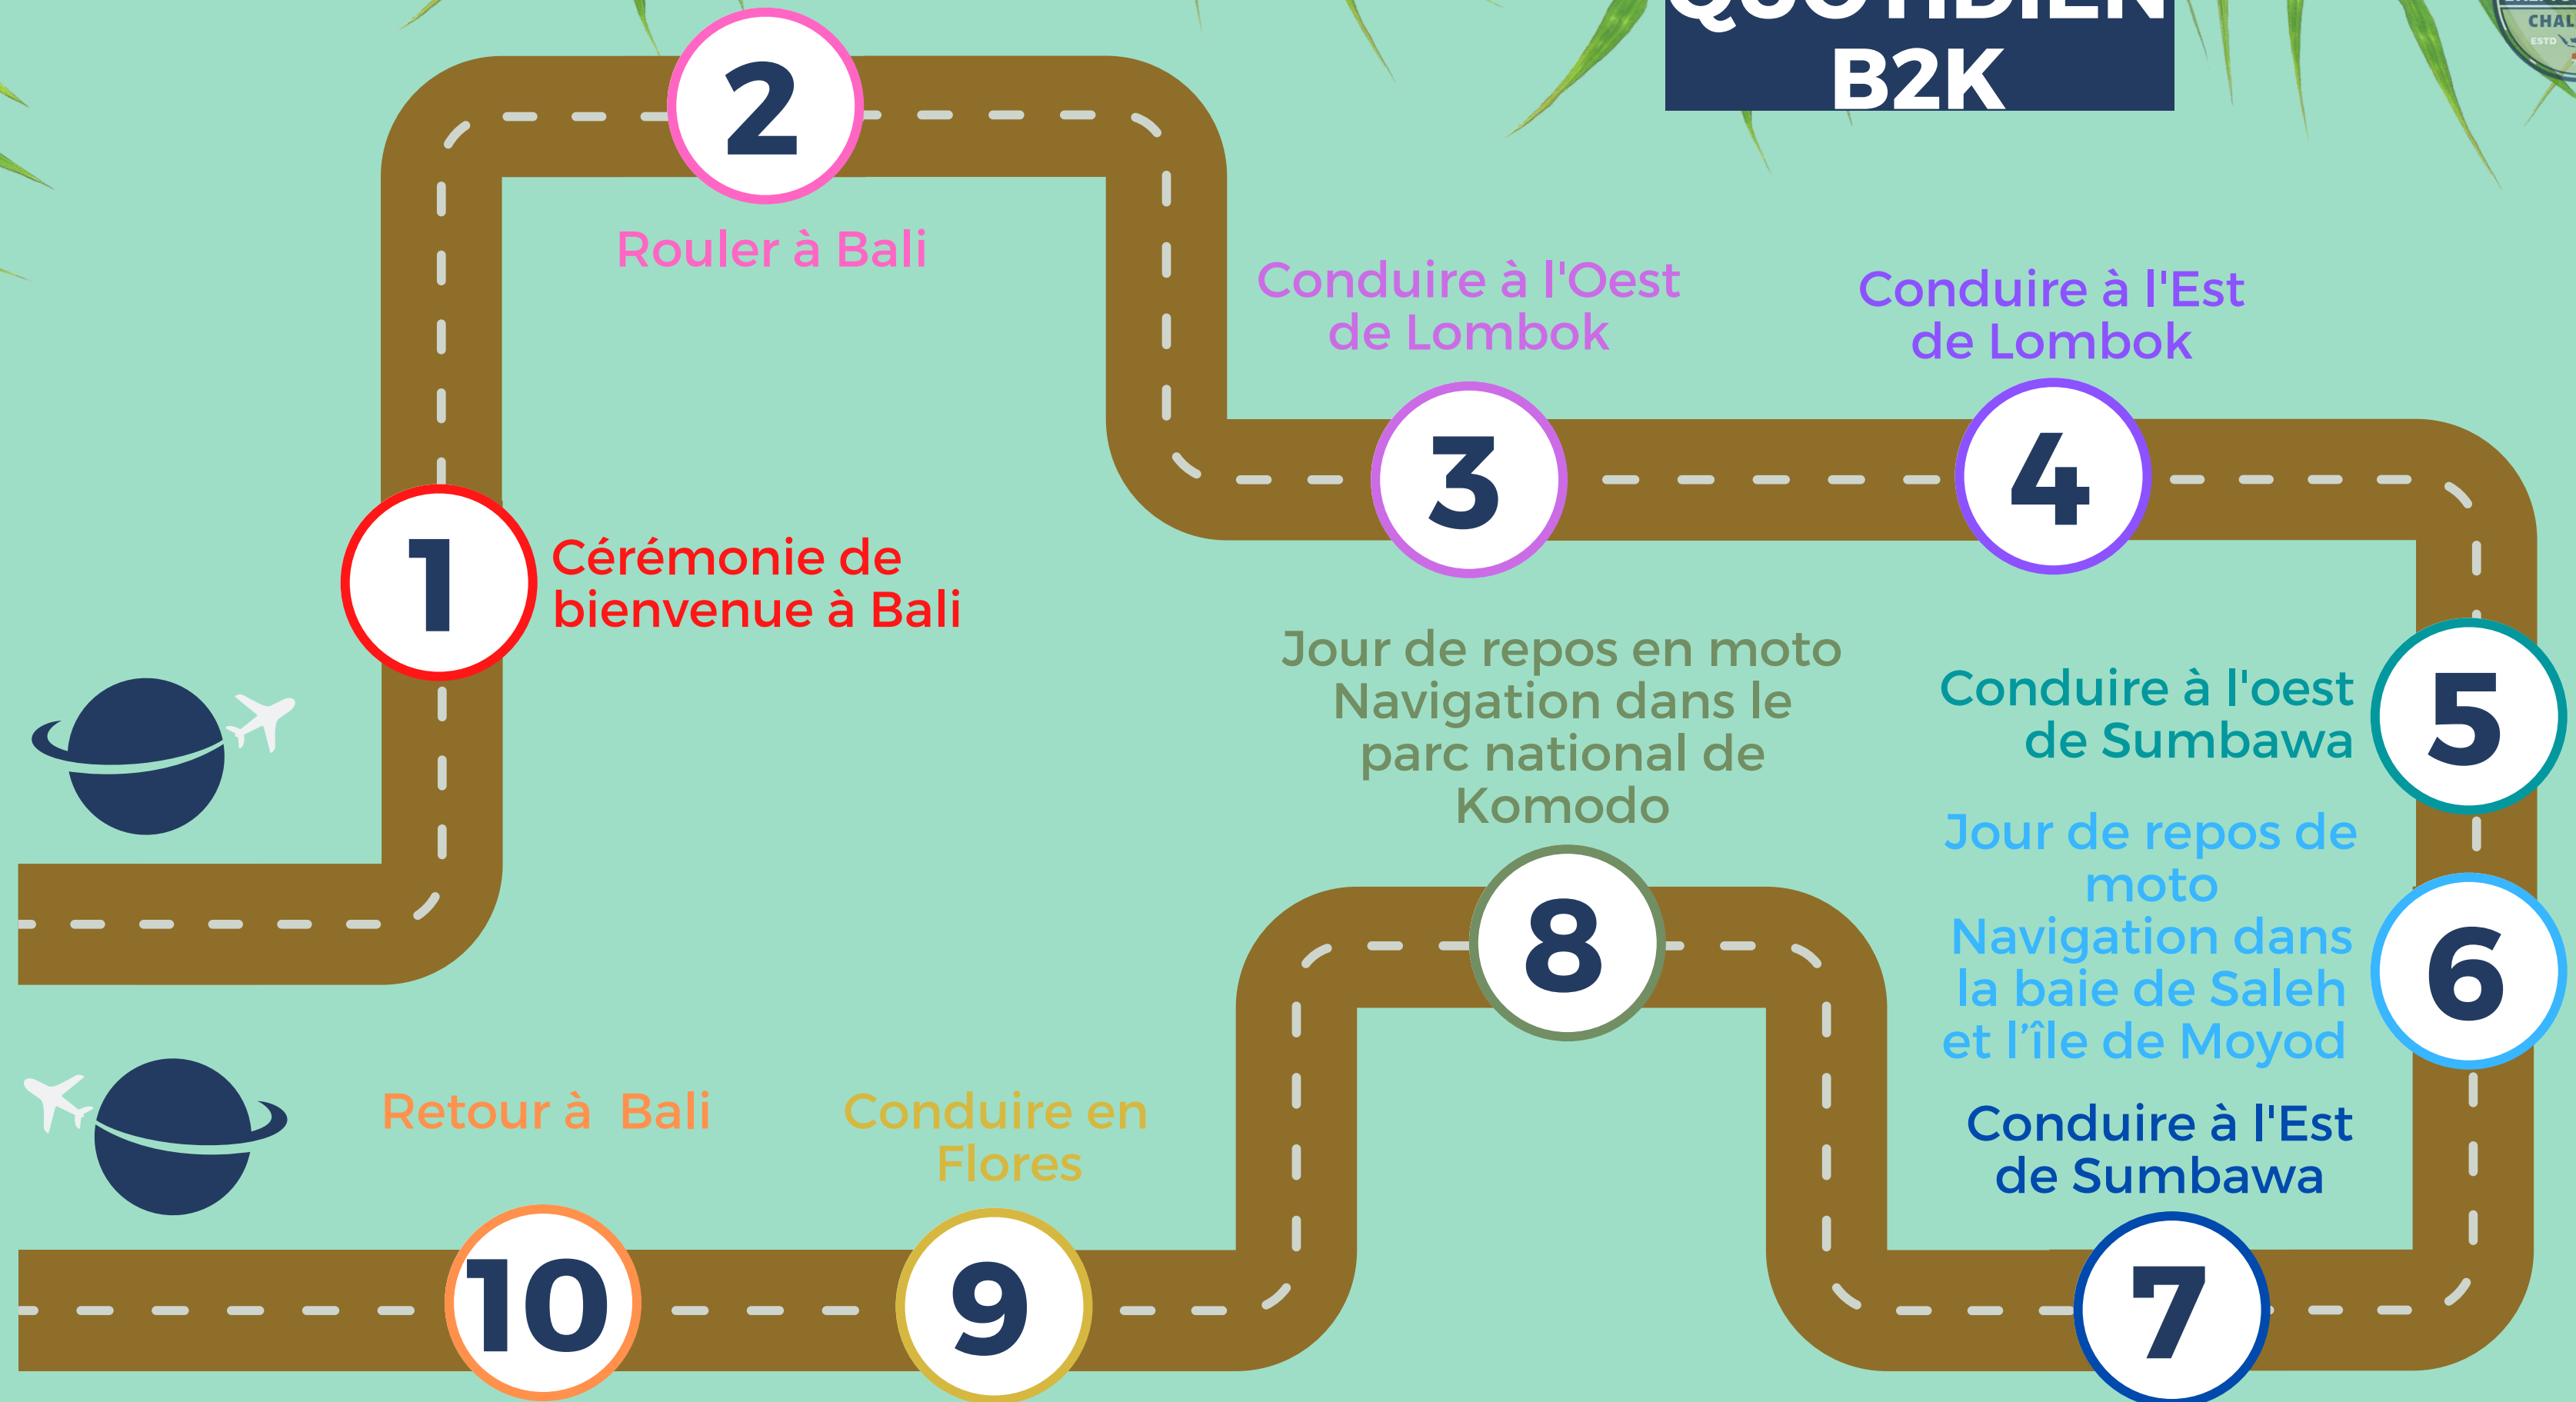 QUOTIDIEN
B2K
CHAL
ESTD
2
Rouler à Bali
Conduire à l'Oest
de Lombok
Conduire à l'Est
de Lombok
3
4
1
Cérémonie de
bienvenue à Bali
Jour de repos en moto
Navigation dans le
parc national de
Komodo
Conduire à l'oest
de Sumbawa
5
Jour de repos de
moto
Navigation dans
la baie de Saleh
et l’île de Moyod
6
8
Retour à  Bali
Conduire en
Flores
Conduire à l'Est
de Sumbawa
10
9
7